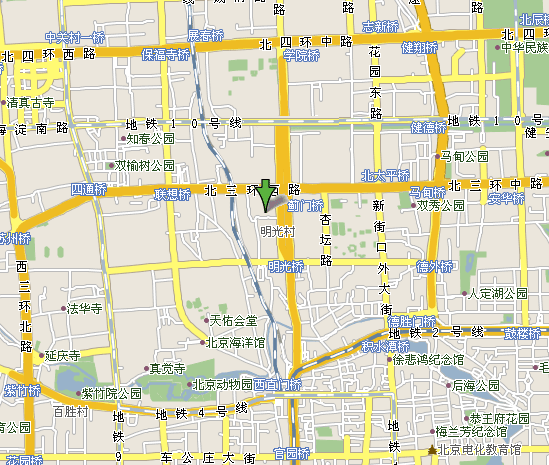 中关村一桥
展春桥
志新桥
北辰桥
北四环西路
保福寺桥
北四环中路
学院桥
健翔桥
中华民族
花园东路
清真古寺
海淀南路
知春公园
地铁10号线
健德桥
地铁1
双榆树公园
马甸公园
北太平桥
四通桥
联想桥
北三环西路
马甸桥
北三环中路
安华桥
蓟门桥
双秀公园
苏州桥
明光村
杏坛路
新街口外大街
明光桥
德外桥
西三环北路
人定湖公园
法华寺
天佑会堂
德胜门桥
地铁2号线
鼓楼桥
北京海洋馆
积水潭桥
延庆寺
真觉寺
徐悲鸿纪念馆
紫竹桥
紫竹院公园
北京动物园
西直门桥
后海公园
百胜村
地铁4号线
恭王府花园
梅兰芳纪念馆
地铁9
官园桥
北京电化教育馆
花园桥
车公庄大街